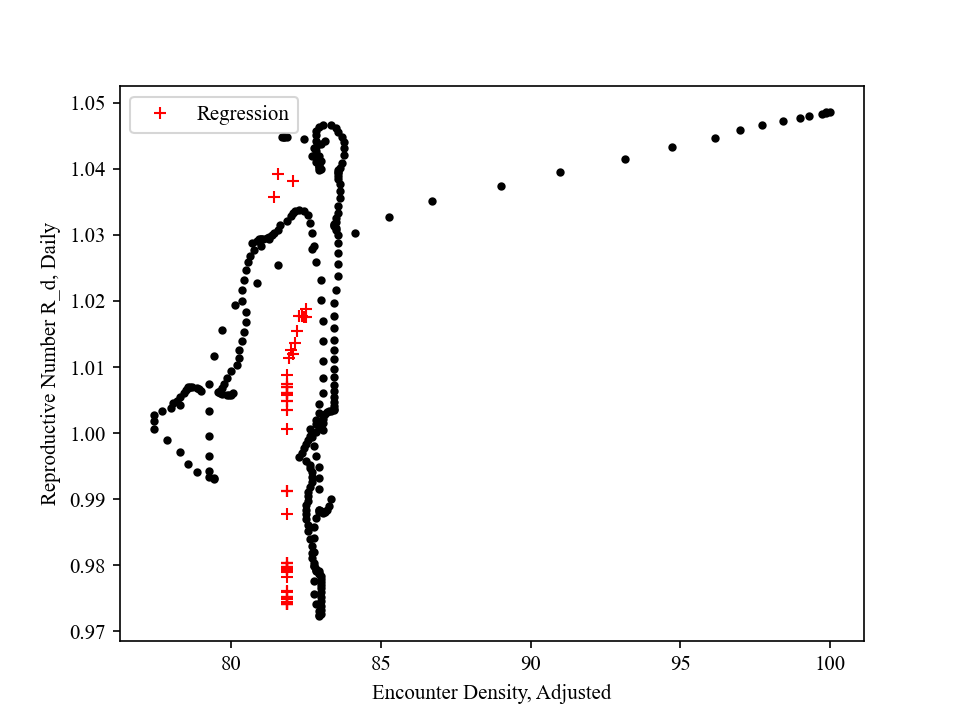 Regression
1.05
1.04
1.03
1.02
1.01
1.00
0.99
0.98
0.97
Reproductive Number R_d, Daily
80 85 90 95 100
Encounter Density, Adjusted